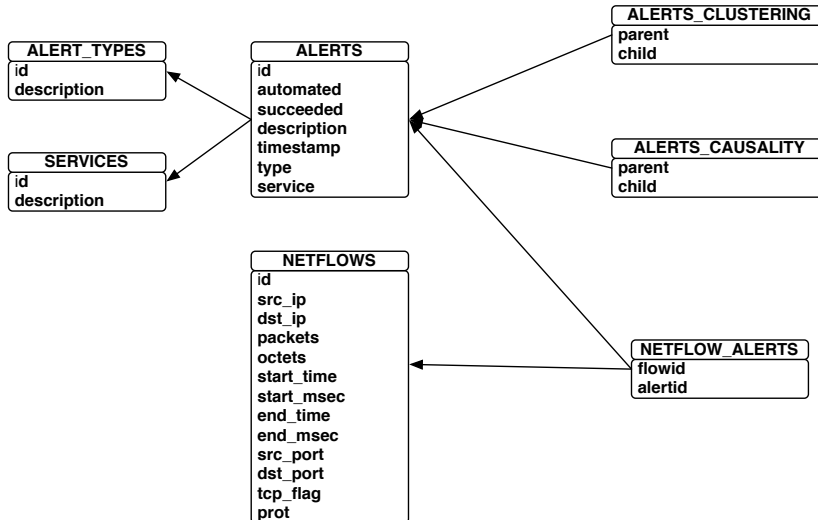 ALERT_TYPES
id
description
SERVICES
id
description
ALERTS
id
automated
succeeded
description
timestamp
type
service
NETFLOWS
id
src_ip
dst_ip
packets
octets
start_time
start_msec
end_time
end_msec
src_port
dst_port
tcp_flag
prot
ALERTS_CLUSTERING
parent
child
ALERTS_CAUSALITY
parent
child
NETFLOW_ALERTS
flowid
alertid